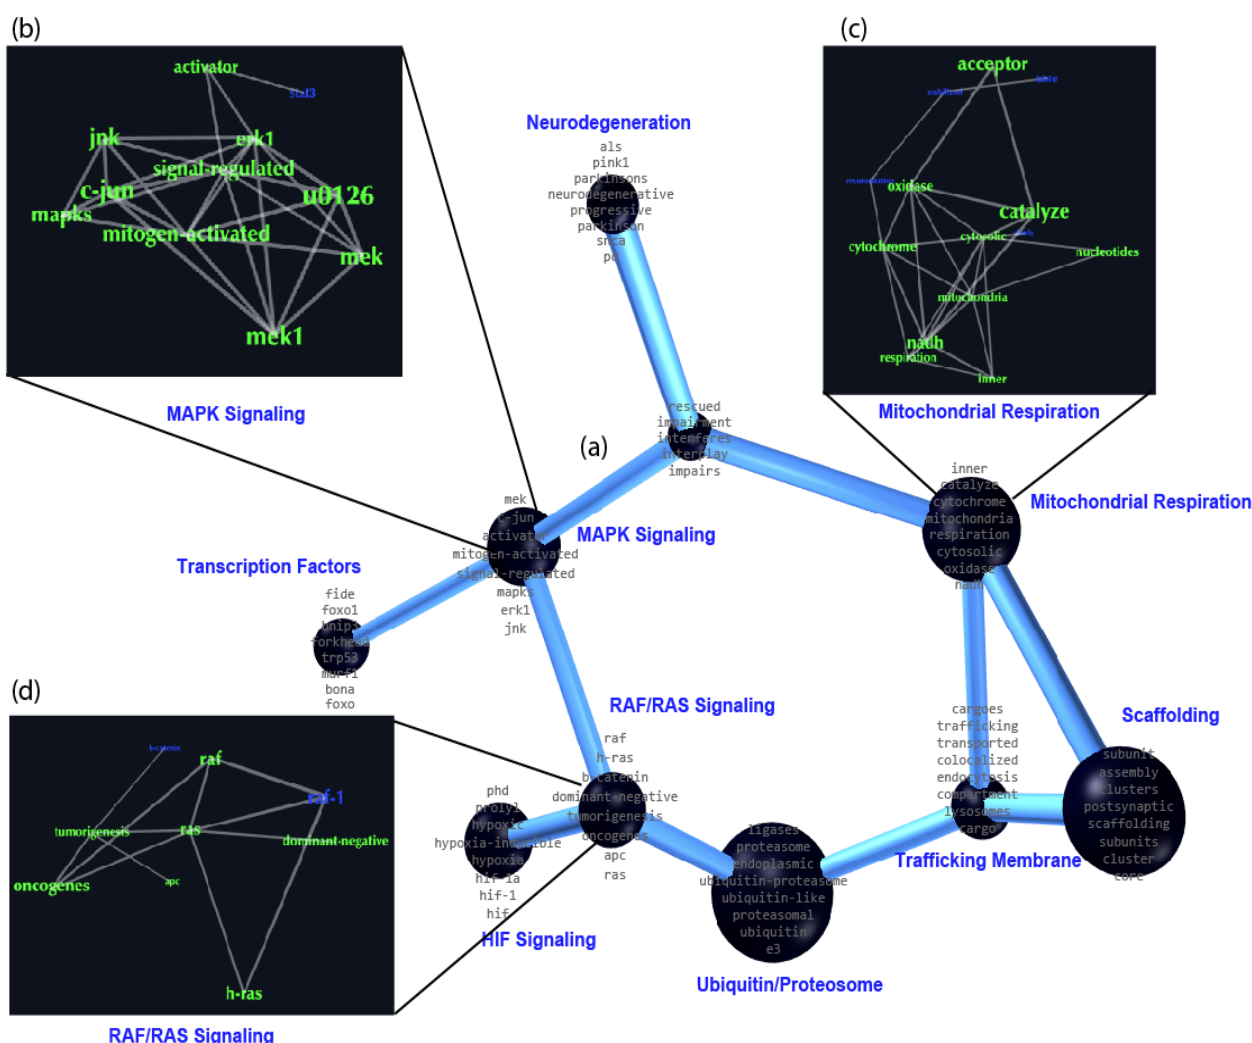 (b)
activator
stat3
jnk
erk1
signal-regulated
c-jun
u0126
mapks
mitogen-activated
mek
mek1
MAPK Signaling
(c)
acceptor
stabilized
oxidase
catalyze
cytosolic
cytochrome
nucleotides
mitochondria
nadh
respiration
inner
Mitochondrial Respiration
Neurodegeneration
als
pink1
parkinsons
neurodegenerative
progressive
parkinson
snca
pd
(a)
rescued
impairment
interferes
interplay
impairs
MAPK Signaling
mek
c-jun
activator
mitogen-activated
signal-regulated
mapks
erk1
jnk
Mitochondrial Respiration
inner
catalyze
cytochrome
mitochondria
respiration
cytosolic
oxidase
nadh
Transcription Factors
fide
foxo1
bnip3
forkhead
trp53
murf1
bona
foxo
(d)
b-catenin
raf
raf-1
tumorigenesis
ras
dominant-negative
oncogenes
apc
h-ras
RAF/RAS Signaling
RAF/RAS Signaling
raf
h-ras
b-catenin
dominant-negative
tumorigenesis
oncogenes
apc
ras
phd
prolyl
hypoxic
hypoxia-inducible
hypoxia
hif-1a
hif-1
hif
HIF Signaling
ligases
proteasome
endoplasmic
ubiquitin-proteasome
ubiquitin-like
proteasomal
ubiquitin
e3
Ubiquitin/Proteosome
cargoes
trafficking
transported
colocalized
endocytosis
compartment
lysosomes
cargo
Trafficking Membrane
Scaffolding
subunit
assembly
clusters
postsynaptic
scaffolding
subunits
cluster
core